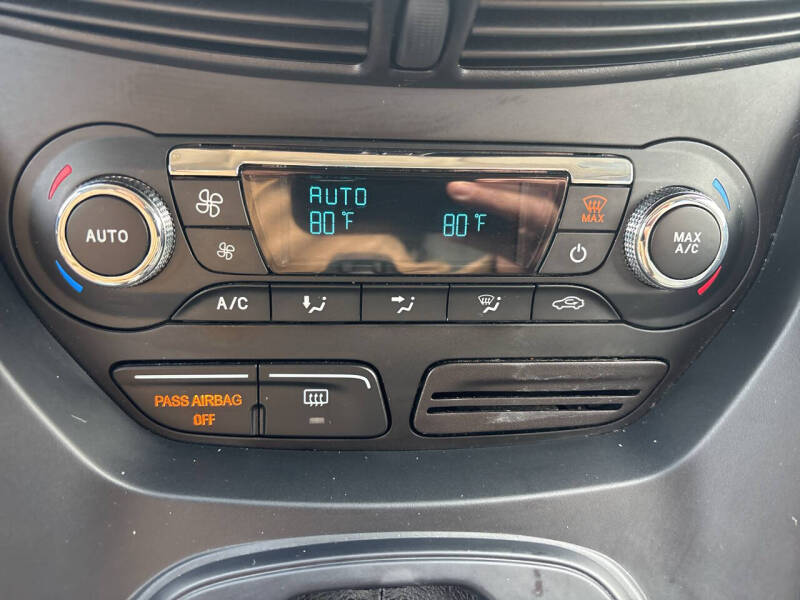 AUTO
80°F 80°F
MAX
AUTO
MAX
A/C
A/C
PASS AIRBAG
OFF